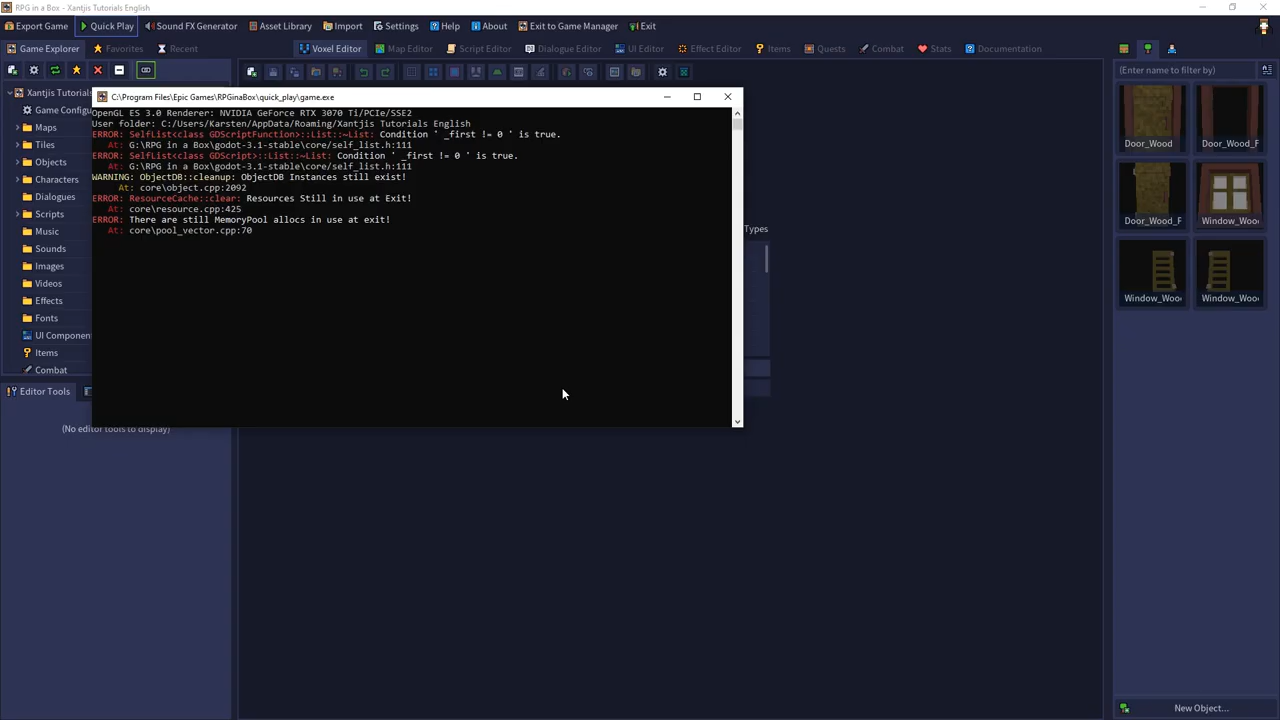 RPG in a Box | Xantjis Tutorials English
Export Game Quick Play Sound FX Generator Asset Library Import Settings Help About Exit to Game Manager Exit
Game Explorer Favorites Recent Voxel Editor Map Editor Script Editor Dialogue Editor UI Editor Effect Editor Items Quests Combat Stats Documentation
(Enter name to filter by)
C:\Program Files\Epic Games\RPGinaBox\quick_play\game.exe
OpenGL ES 3.0 Renderer: NVIDIA GeForce RTX 3070 Ti/PCIe/SSE2
User folder: C:/Users/Karsten/AppData/Roaming/Xantjis Tutorials English
ERROR: SelfList<class GDScriptFunction>::List::~List: Condition ' _first != 0 ' is true.
At: G:\RPG in a Box\godot-3.1-stable\core/self_list.h:111
ERROR: SelfList<class GDScript>::List::~List: Condition ' _first != 0 ' is true.
At: G:\RPG in a Box\godot-3.1-stable\core/self_list.h:111
WARNING: ObjectDB::cleanup: ObjectDB Instances still exist!
At: core\object.cpp:2092
ERROR: ResourceCache::clear: Resources Still in use at Exit!
At: core\resource.cpp:425
ERROR: There are still MemoryPool allocs in use at exit!
At: core\pool_vector.cpp:70
Xantjis Tutorials
Game Config
Maps
Tiles
Objects
Characters
Dialogues
Scripts
Music
Sounds
Images
Videos
Effects
Fonts
UI Componen
Items
Combat
Types
Editor Tools
(No editor tools to display)
Door_Wood Door_Wood_F
Door_Wood_F Window_Wood
Window_Woo Window_Woo
New Object...